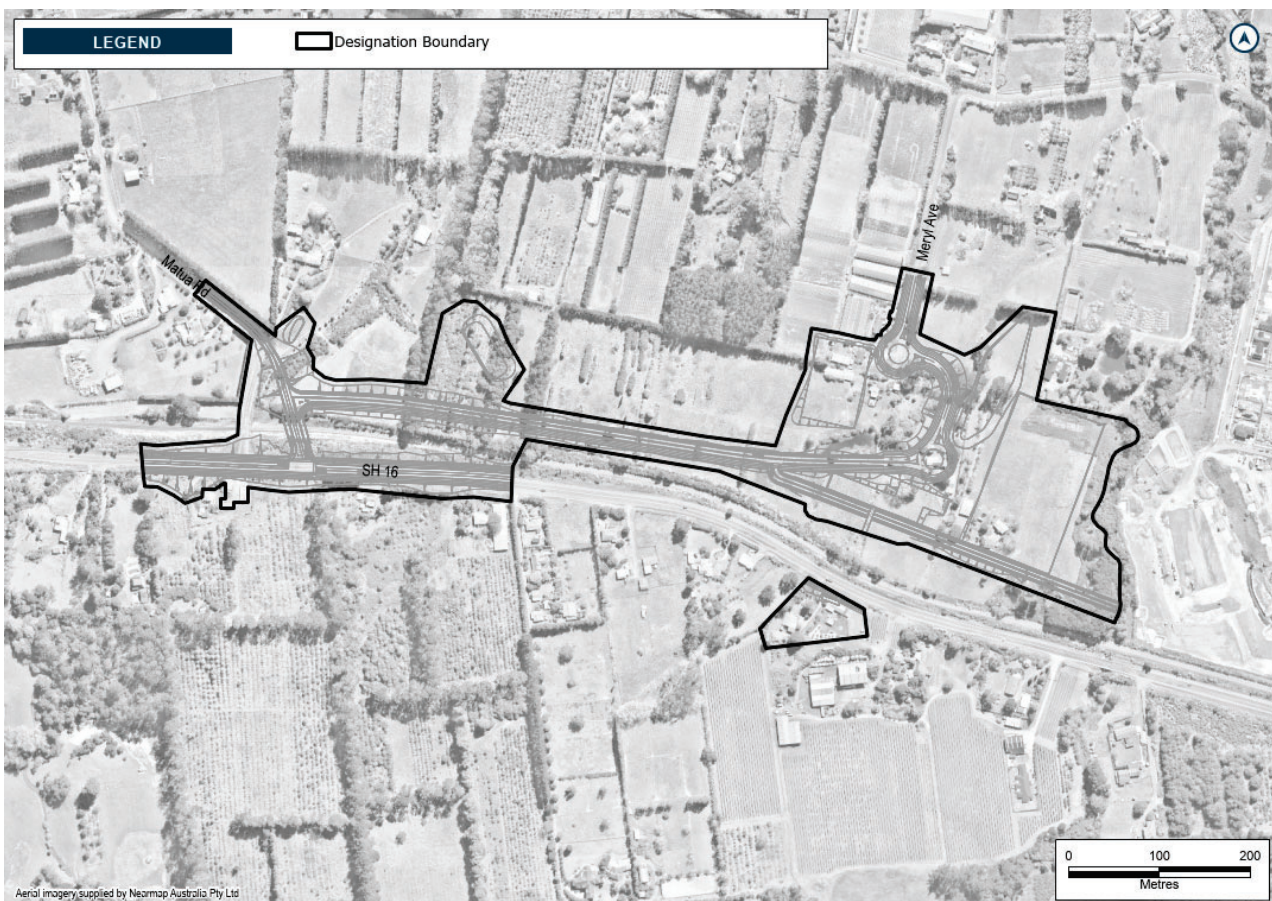 LEGEND
Designation Boundary
Meryl Ave
Matua Rd
SH 16
0 100 200
Metres
Aerial imagery supplied by Nearmap Australia Pty Ltd